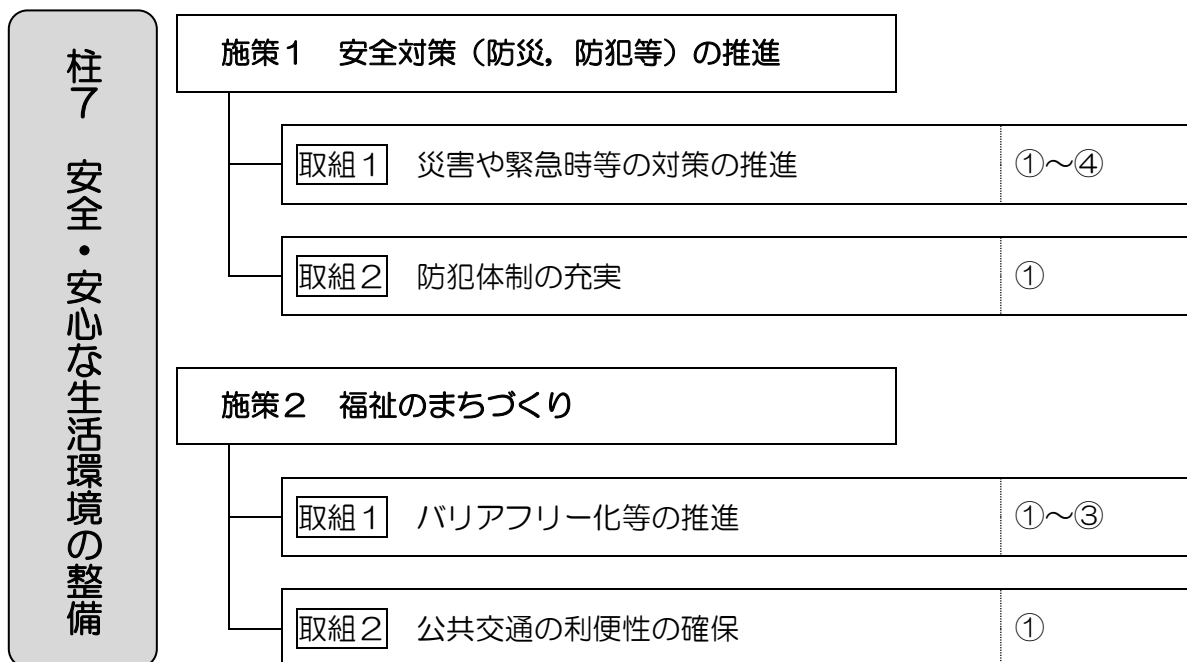 柱７　安全・安心な生活環境の整備
施策１　安全対策（防災，防犯等）の推進
取組１　災害や緊急時等の対策の推進　①～④
取組２　防犯体制の充実　①
施策２　福祉のまちづくり
取組１　バリアフリー化等の推進　①～③
取組２　公共交通の利便性の確保　①